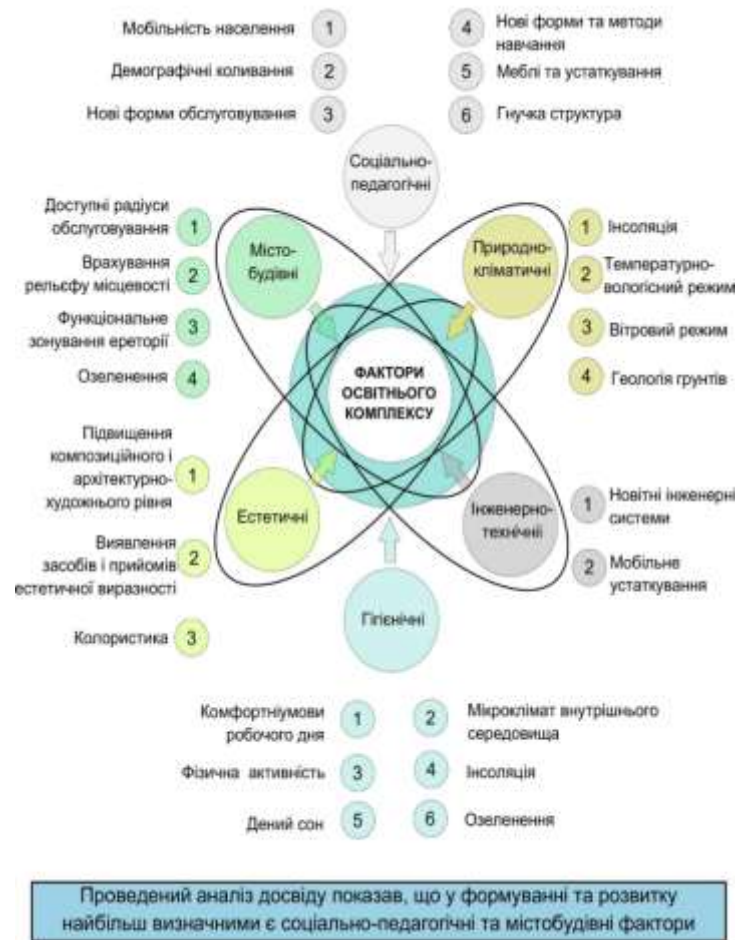 Мобільність населення 1
Демографічні коливання 2
Нові форми обслуговування 3
4 Нові форми та методи
навчання
5 Меблі та устаткування
6 Гнучка структура
Соціально-
педагогічні
Доступні радіуси
обслуговування 1
Врахування
рельєфу місцевості 2
Функціональне
зонування ереторії 3
Озеленення 4
Місто-
будівні
Природно-
кліматичні
1 Інсоляція
2 Температурно-
вологісний режим
3 Вітровий режим
4 Геологія грунтів
ФАКТОРИ
ОСВІТНЬОГО
КОМПЛЕКСУ
Підвищення
композиційного і
архітектурно-
художнього рівня 1
Виявлення
засобів і прийомів
естетичної виразності 2
Колористика 3
Естетичні
Інженерно-
технічнії
1 Новітні інженерні
системи
2 Мобільне
устаткування
Гігієнічні
Комфортніумови
робочого дня 1
2 Мікроклімат внутрішнього
середовища
Фізична активність 3
4 Інсоляція
Дений сон 5
6 Озеленення
Проведений аналіз досвіду показав, що у формуванні та розвитку
найбільш визначними є соціально-педагогічні та містобудівні фактори